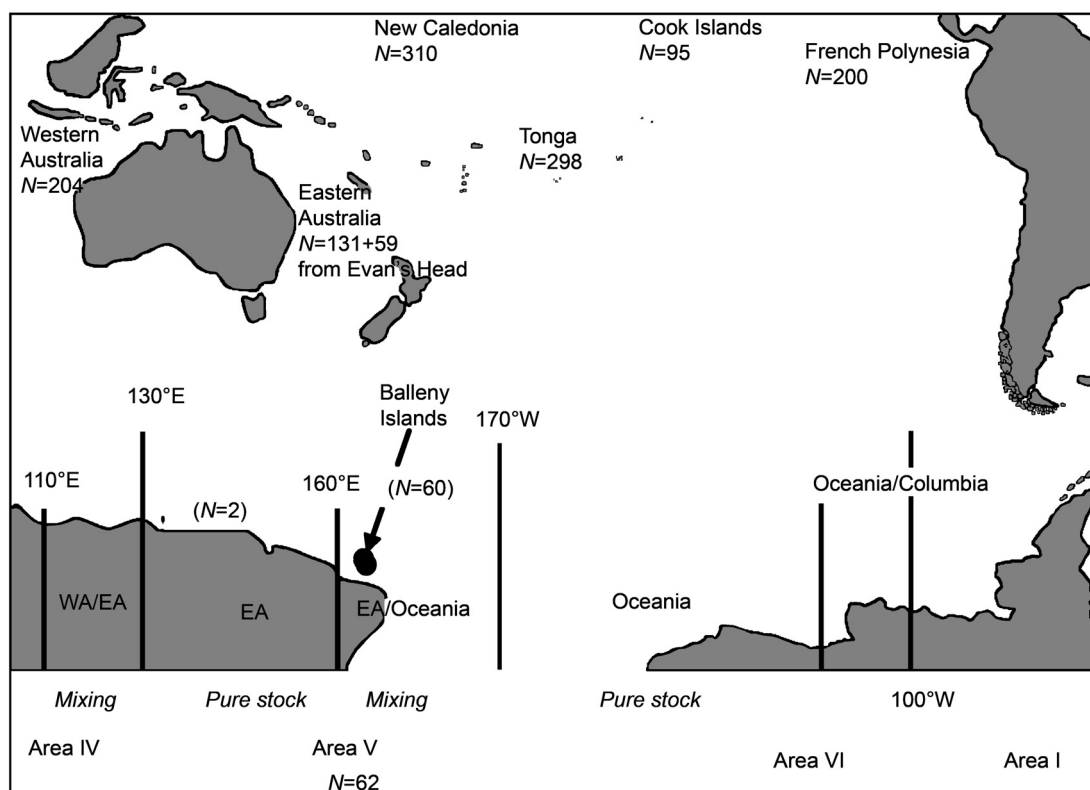 New Caledonia
N=310
Cook Islands
N=95
French Polynesia
N=200
Western
Australia
N=204
Tonga
N=298
Eastern
Australia
N=131+59
from Evan's Head
Balleny
Islands
130°E
170°W
110°E
160°E
(N=60)
Oceania/Columbia
(N=2)
WA/EA
EA
EA/Oceania
Oceania
Mixing
Pure stock
Mixing
Pure stock
100°W
Area IV
Area V
Area VI
Area I
N=62